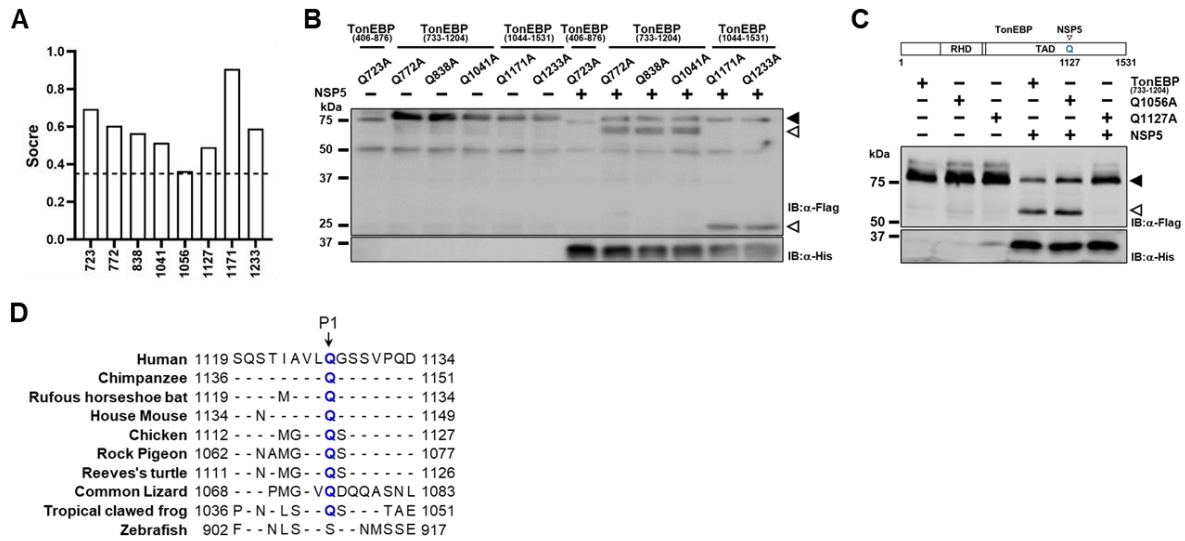 A
Socre
1.0
0.8
0.6
0.4
0.2
0.0
723 772 838 1041 1056 1127 1171 1233
B
TonEBP (406-876) TonEBP (733-1204) TonEBP (1044-1531) TonEBP (406-876) TonEBP (733-1204) TonEBP (1044-1531)
Q723A Q772A Q838A Q1041A Q1171A Q1233A Q723A Q772A Q838A Q1041A Q1171A Q1233A
NSP5 – – – – – – + + + + + +
kDa
75
50
37
25
IB:α-Flag
37
IB:α-His
C
TonEBP NSP5
RHD TAD Q
1 1127 1531
+ – – + – – TonEBP (733-1204)
– + – – + – Q1056A
– – + – – + Q1127A
– – – + + + NSP5
kDa
75
50
IB:α-Flag
37
IB:α-His
D
P1
Human 1119 SQSTIAVLQGSSVPQD 1134
Chimpanzee 1136 - - - - - - - - Q - - - - - - - 1151
Rufous horseshoe bat 1119 - - - - M - - - Q - - - - - - - 1134
House Mouse 1134 - - N - - - - - Q - - - - - - - 1149
Chicken 1112 - - - - MG - - QS - - - - - - 1127
Rock Pigeon 1062 - - NAMG - - QS - - - - - - 1077
Reeves's turtle 1111 - - N - MG - - QS - - - - - - 1126
Common Lizard 1068 - - - PMG - VQDQQASNL 1083
Tropical clawed frog 1036 P - N - LS - - QS - - - TAE 1051
Zebrafish 902 F - - NLS - - S - - NMSSE 917